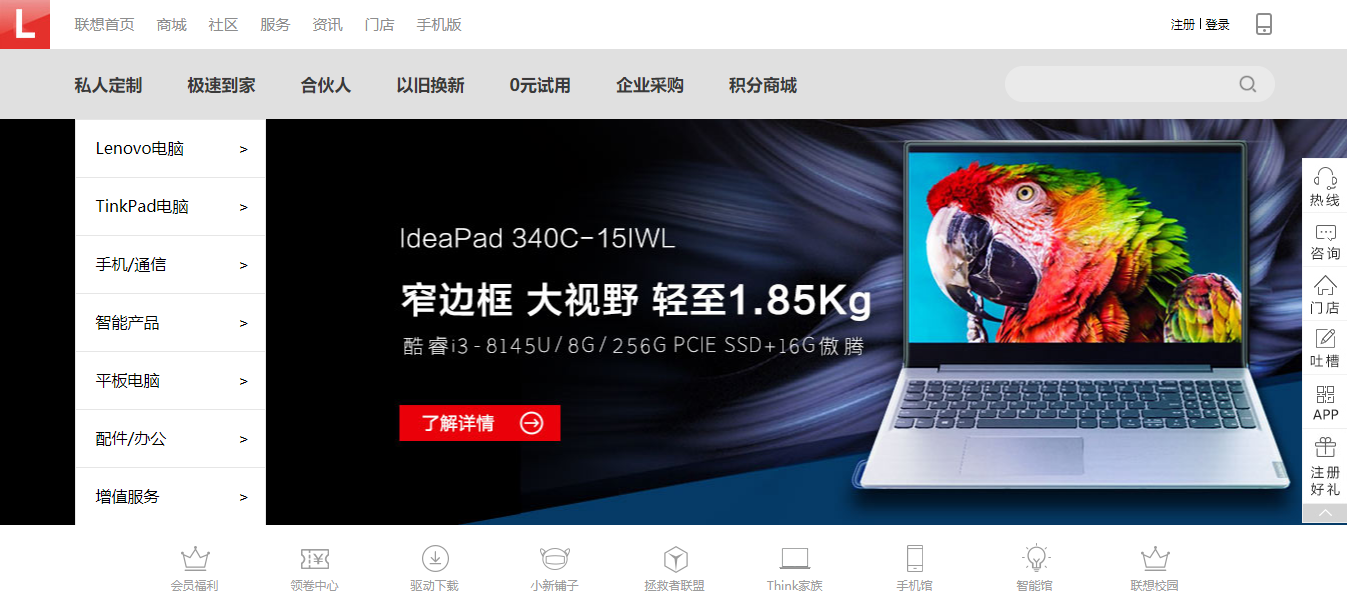 L
联想首页 商城 社区 服务 资讯 门店 手机版
注册 | 登录
私人定制 极速到家 合伙人 以旧换新 0元试用 企业采购 积分商城
Lenovo电脑 >
TinkPad电脑 >
手机/通信 >
智能产品 >
平板电脑 >
配件/办公 >
增值服务 >
IdeaPad 340C-15IWL
窄边框 大视野 轻至1.85Kg
酷睿i3-8145U/8G/256G PCIE SSD+16G傲腾
了解详情
热线
咨询
门店
吐槽
APP
注册
好礼
会员福利 领卷中心 驱动下载 小新铺子 拯救者联盟 Think家族 手机馆 智能馆 联想校园